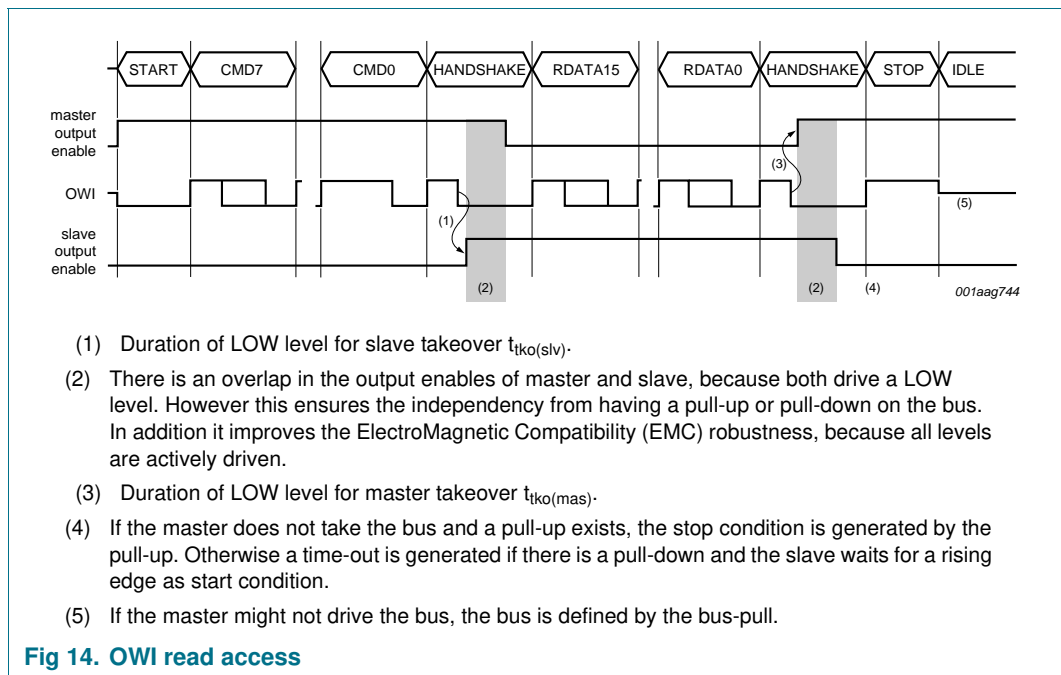 START CMD7 CMD0 HANDSHAKE RDATA15 RDATA0 HANDSHAKE STOP IDLE
master
output
enable
(3)
OWI
(1)
(5)
slave
output
enable
(2) (2) (4)
001aag744
(1) Duration of LOW level for slave takeover ttko(slv).
(2) There is an overlap in the output enables of master and slave, because both drive a LOW
level. However this ensures the independency from having a pull-up or pull-down on the bus.
In addition it improves the ElectroMagnetic Compatibility (EMC) robustness, because all levels
are actively driven.
(3) Duration of LOW level for master takeover ttko(mas).
(4) If the master does not take the bus and a pull-up exists, the stop condition is generated by the
pull-up. Otherwise a time-out is generated if there is a pull-down and the slave waits for a rising
edge as start condition.
(5) If the master might not drive the bus, the bus is defined by the bus-pull.
Fig 14. OWI read access